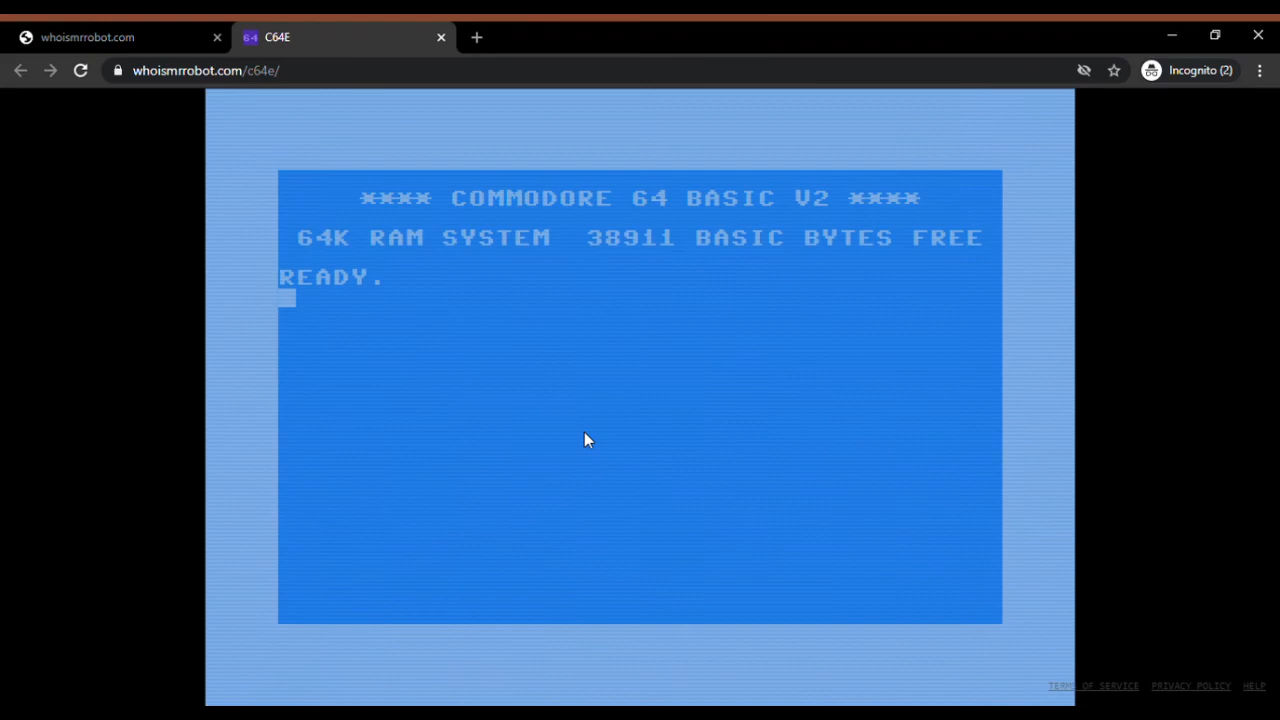 whoismrrobot.com
64 C64E
whoismrrobot.com/c64e/
Incognito (2)
**** COMMODORE 64 BASIC V2 ****
64K RAM SYSTEM 38911 BASIC BYTES FREE
READY.
TERMS OF SERVICE PRIVACY POLICY HELP